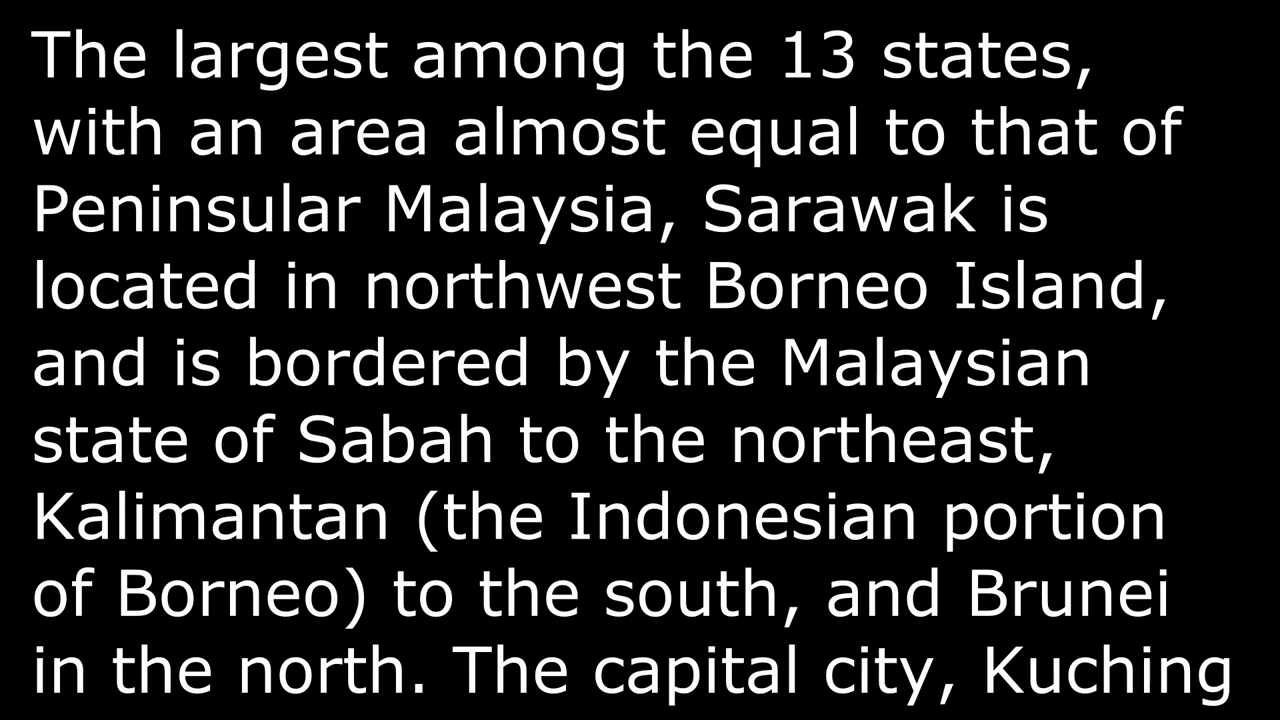 The largest among the 13 states,
with an area almost equal to that of
Peninsular Malaysia, Sarawak is
located in northwest Borneo Island,
and is bordered by the Malaysian
state of Sabah to the northeast,
Kalimantan (the Indonesian portion
of Borneo) to the south, and Brunei
in the north. The capital city, Kuching